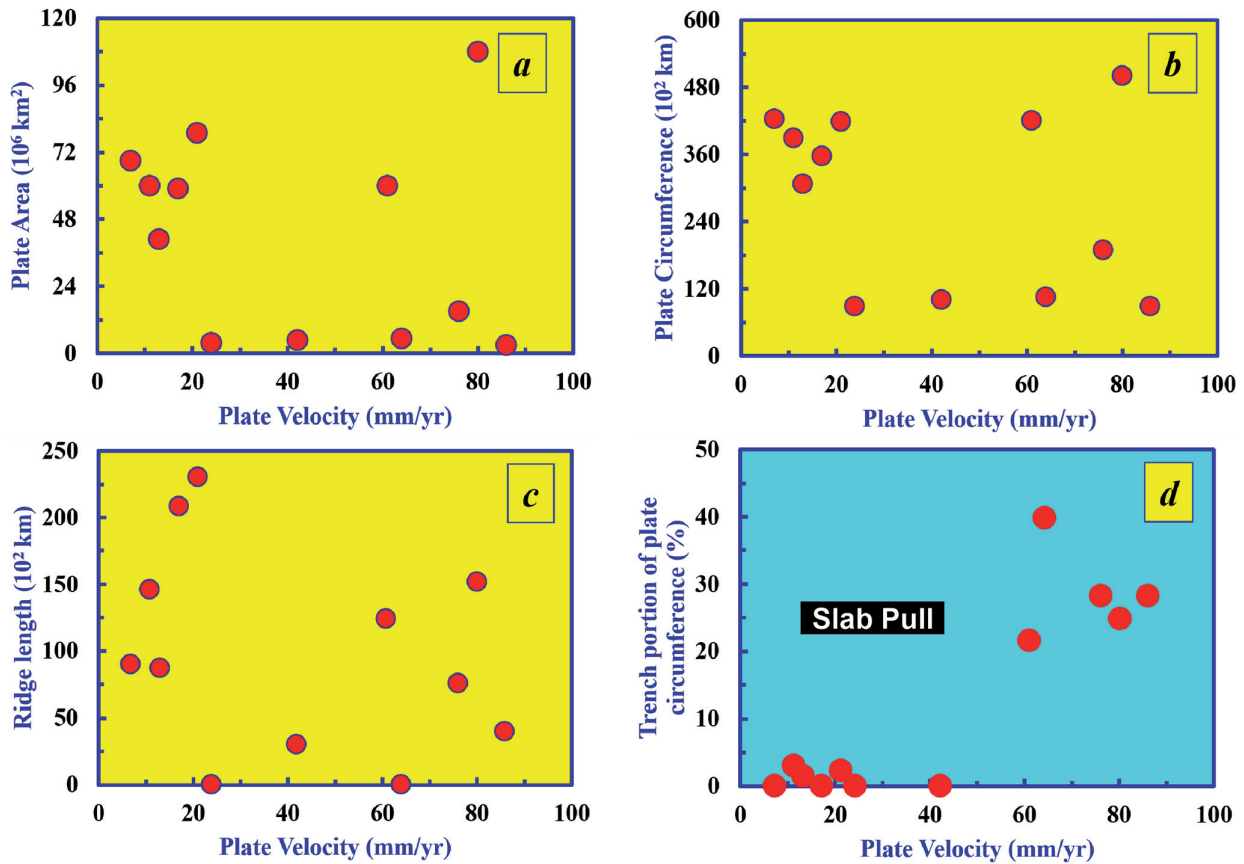 a
Plate Area (10⁶ km²)
120
96
72
48
24
0
0 20 40 60 80 100
Plate Velocity (mm/yr)
b
Plate Circumference (10² km)
600
480
360
240
120
0
0 20 40 60 80 100
Plate Velocity (mm/yr)
c
Ridge length (10² km)
250
200
150
100
50
0
0 20 40 60 80 100
Plate Velocity (mm/yr)
d
Trench portion of plate
circumference (%)
50
40
30
20
10
0
Slab Pull
0 20 40 60 80 100
Plate Velocity (mm/yr)